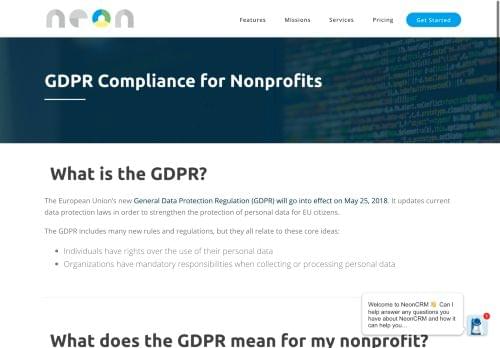 neon
Features Missions Services Pricing Get Started
GDPR Compliance for Nonprofits
What is the GDPR?
The European Union's new General Data Protection Regulation (GDPR) will go into effect on May 25, 2018. It updates current
data protection laws in order to strengthen the protection of personal data for EU citizens.
The GDPR includes many new rules and regulations, but they all relate to these core ideas:
Individuals have rights over the use of their personal data
Organizations have mandatory responsibilities when collecting or processing personal data
Welcome to NeonCRM 👋 Can I
help answer any questions you
have about NeonCRM and how it
can help you...
1
What does the GDPR mean for my nonprofit?